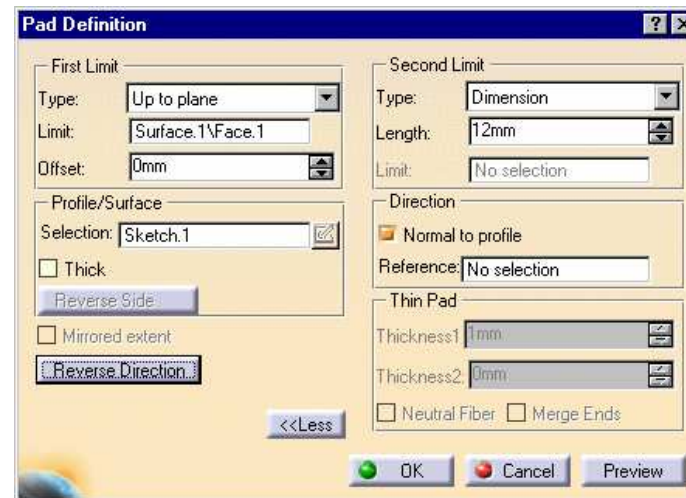 Pad Definition
First Limit
Type: Up to plane
Limit: Surface.1\Face.1
Offset: 0mm
Profile/Surface
Selection: Sketch.1
Thick
Reverse Side
Mirrored extent
Reverse Direction
<<Less
Second Limit
Type: Dimension
Length: 12mm
Limit: No selection
Direction
Normal to profile
Reference: No selection
Thin Pad
Thickness1 1mm
Thickness2: 0mm
Neutral Fiber Merge Ends
OK Cancel Preview